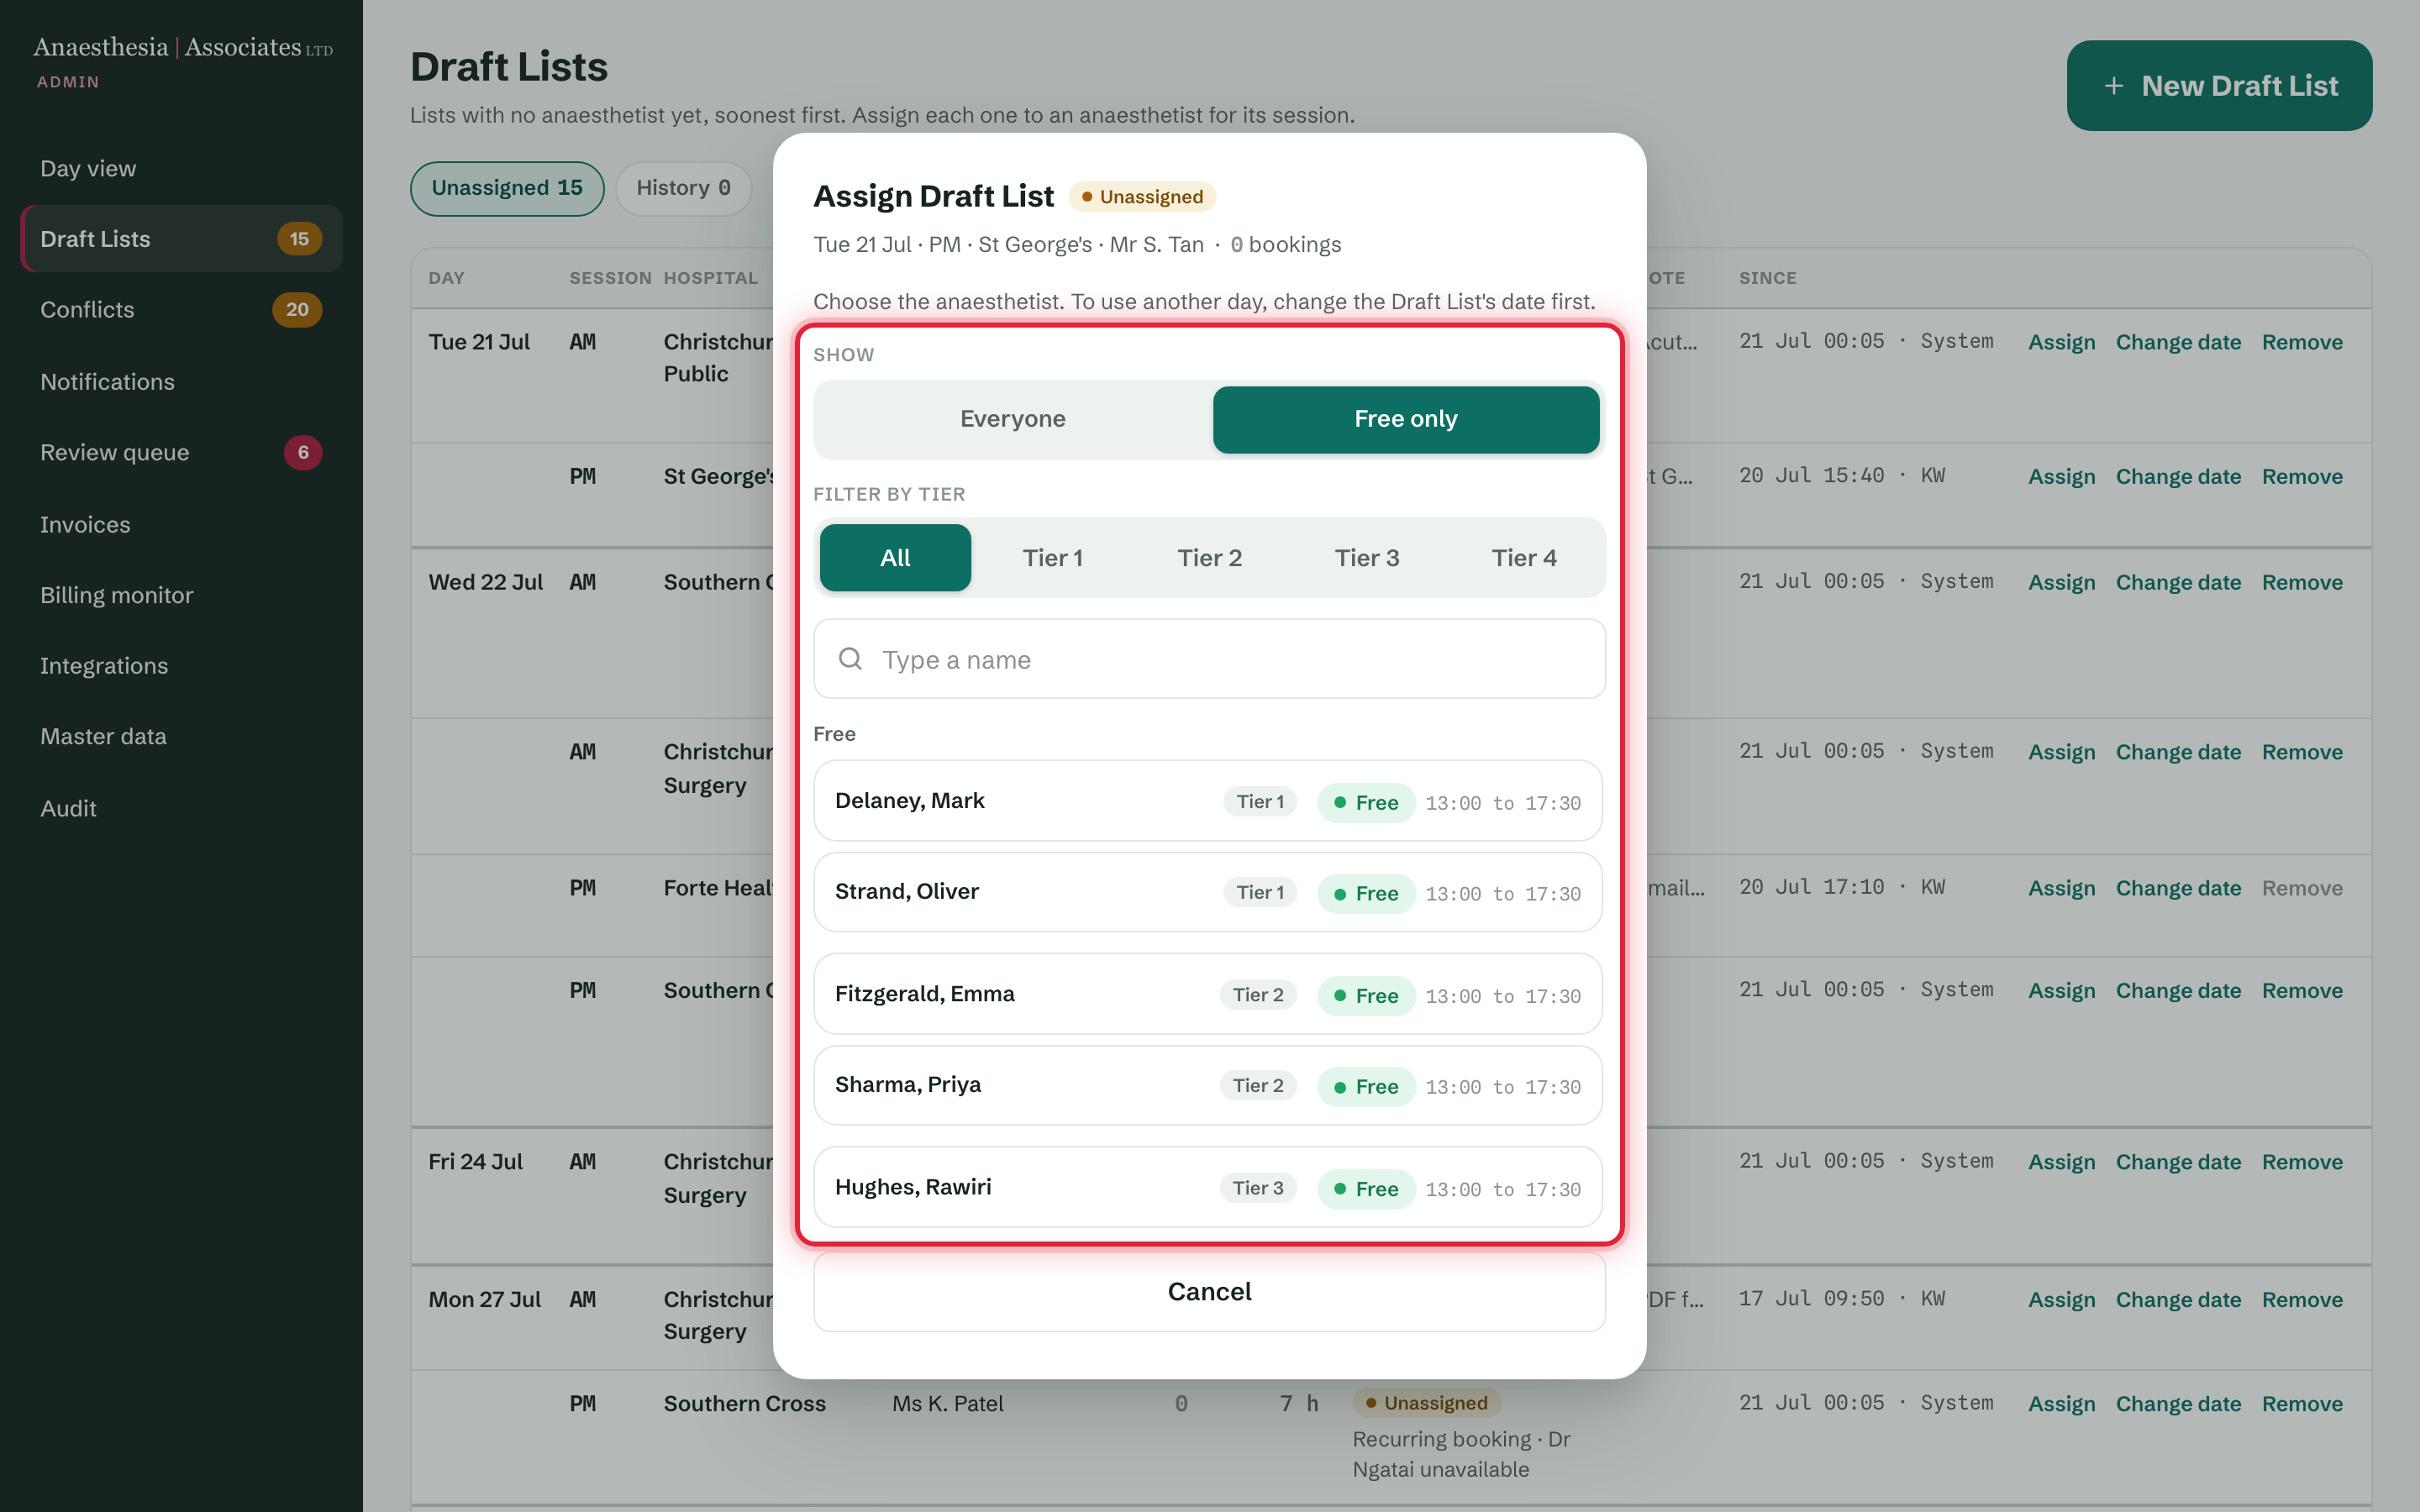 Anaesthesia | Associates LTD
ADMIN
Day view
Draft Lists 15
Conflicts 20
Notifications
Review queue 6
Invoices
Billing monitor
Integrations
Master data
Audit
Draft Lists
Lists with no anaesthetist yet, soonest first. Assign each one to an anaesthetist for its session.
+ New Draft List
Unassigned 15 History 0
DAY SESSION HOSPITAL OTE SINCE
Tue 21 Jul AM Christchur cut... 21 Jul 00:05 · System Assign Change date Remove
Public
PM St George's t G... 20 Jul 15:40 · KW Assign Change date Remove
Wed 22 Jul AM Southern C 21 Jul 00:05 · System Assign Change date Remove
AM Christchur 21 Jul 00:05 · System Assign Change date Remove
Surgery
PM Forte Heal mail... 20 Jul 17:10 · KW Assign Change date Remove
PM Southern C 21 Jul 00:05 · System Assign Change date Remove
Fri 24 Jul AM Christchur 21 Jul 00:05 · System Assign Change date Remove
Surgery
Mon 27 Jul AM Christchur DF f... 17 Jul 09:50 · KW Assign Change date Remove
Surgery
PM Southern Cross Ms K. Patel 0 7 h Unassigned 21 Jul 00:05 · System Assign Change date Remove
Recurring booking · Dr
Ngatai unavailable
Assign Draft List Unassigned
Tue 21 Jul · PM · St George's · Mr S. Tan · 0 bookings
Choose the anaesthetist. To use another day, change the Draft List's date first.
SHOW
Everyone Free only
FILTER BY TIER
All Tier 1 Tier 2 Tier 3 Tier 4
Type a name
Free
Delaney, Mark Tier 1 Free 13:00 to 17:30
Strand, Oliver Tier 1 Free 13:00 to 17:30
Fitzgerald, Emma Tier 2 Free 13:00 to 17:30
Sharma, Priya Tier 2 Free 13:00 to 17:30
Hughes, Rawiri Tier 3 Free 13:00 to 17:30
Cancel